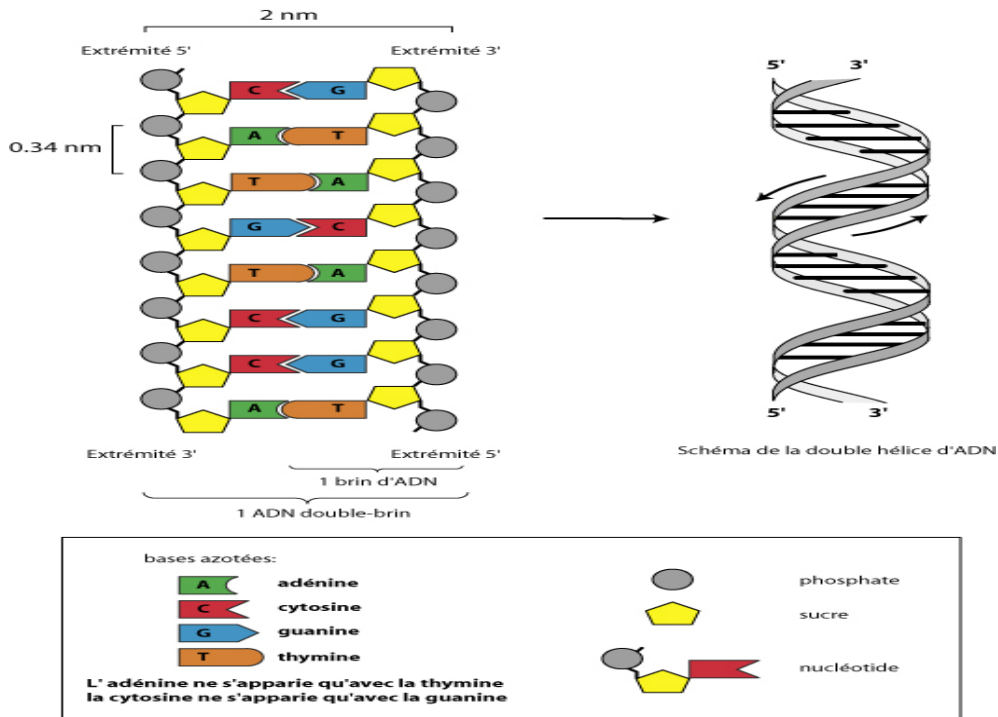 2 nm
Extrémité 5' Extrémité 3'
5' 3'
C G
A T
0.34 nm
T A
G C
T A
C G
C G
A T
5' 3'
Extrémité 3' Extrémité 5'
Schéma de la double hélice d'ADN
1 brin d'ADN
1 ADN double-brin
bases azotées:
A adénine
C cytosine
G guanine
T thymine
L' adénine ne s'apparie qu'avec la thymine
la cytosine ne s'apparie qu'avec la guanine
phosphate
sucre
nucléotide